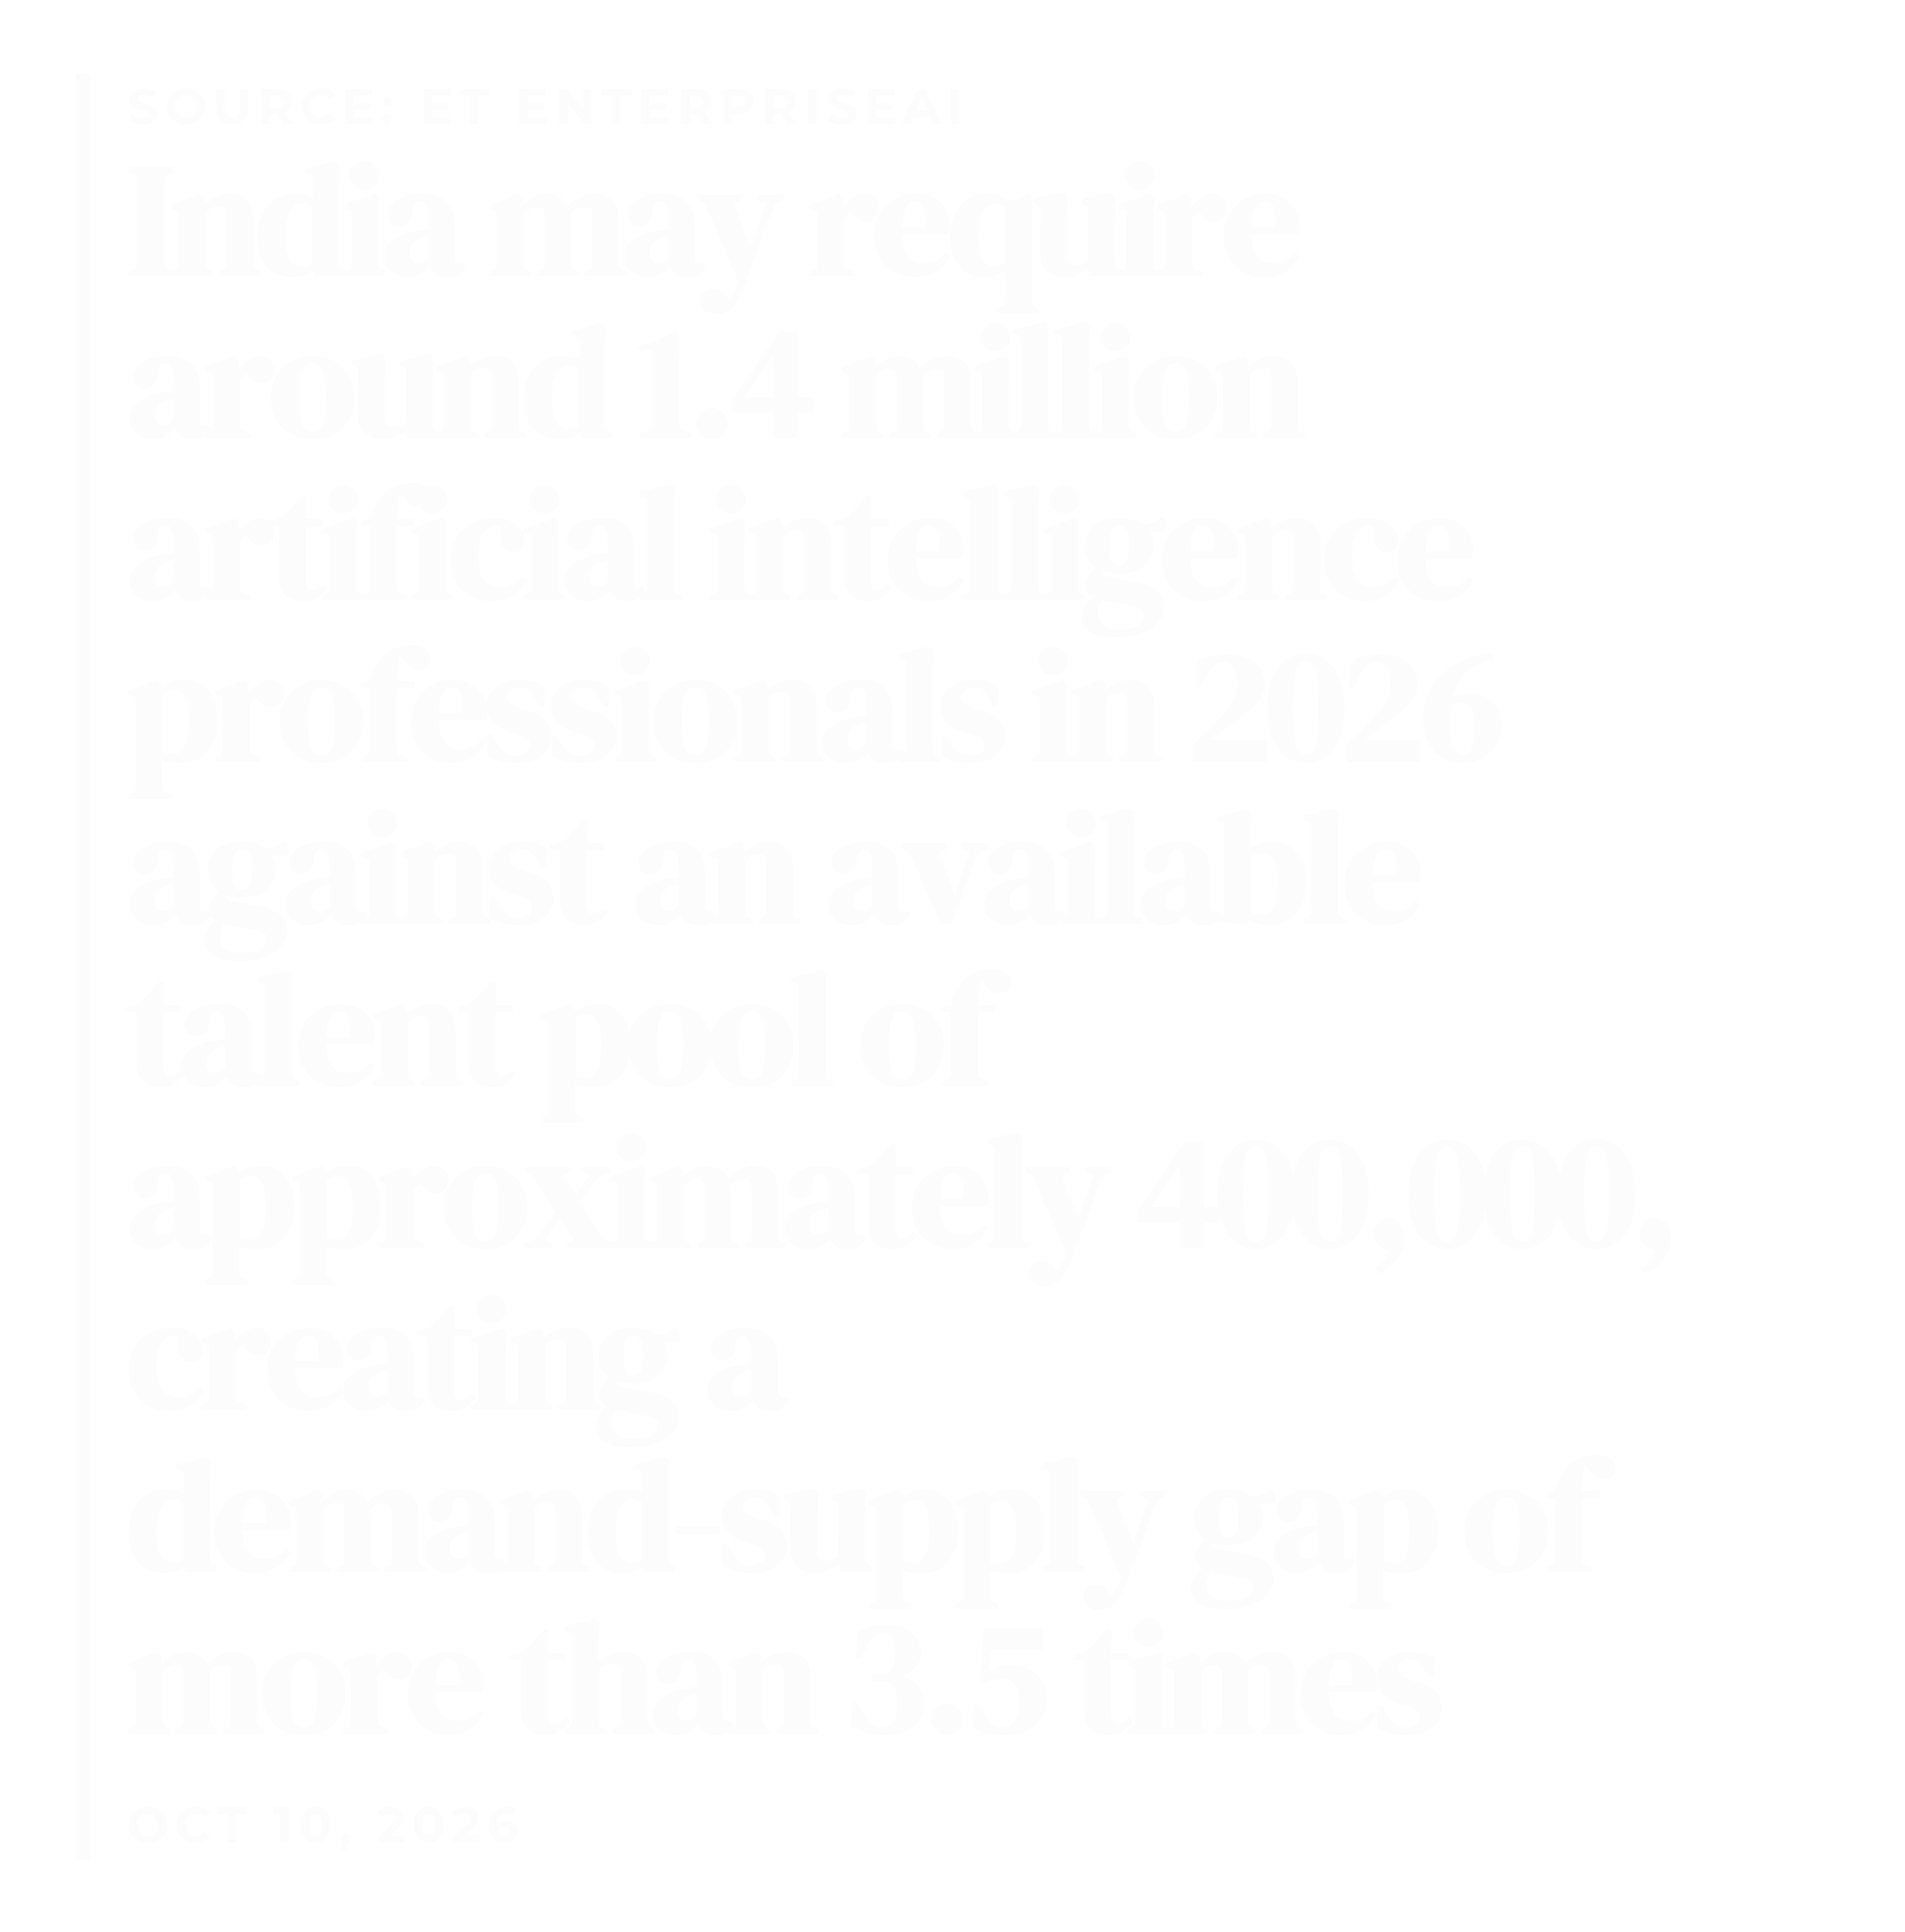 SOURCE: ET ENTERPRISEAI
India may require
around 1.4 million
artificial intelligence
professionals in 2026
against an available
talent pool of
approximately 400,000,
creating a
demand-supply gap of
more than 3.5 times
OCT 10, 2026